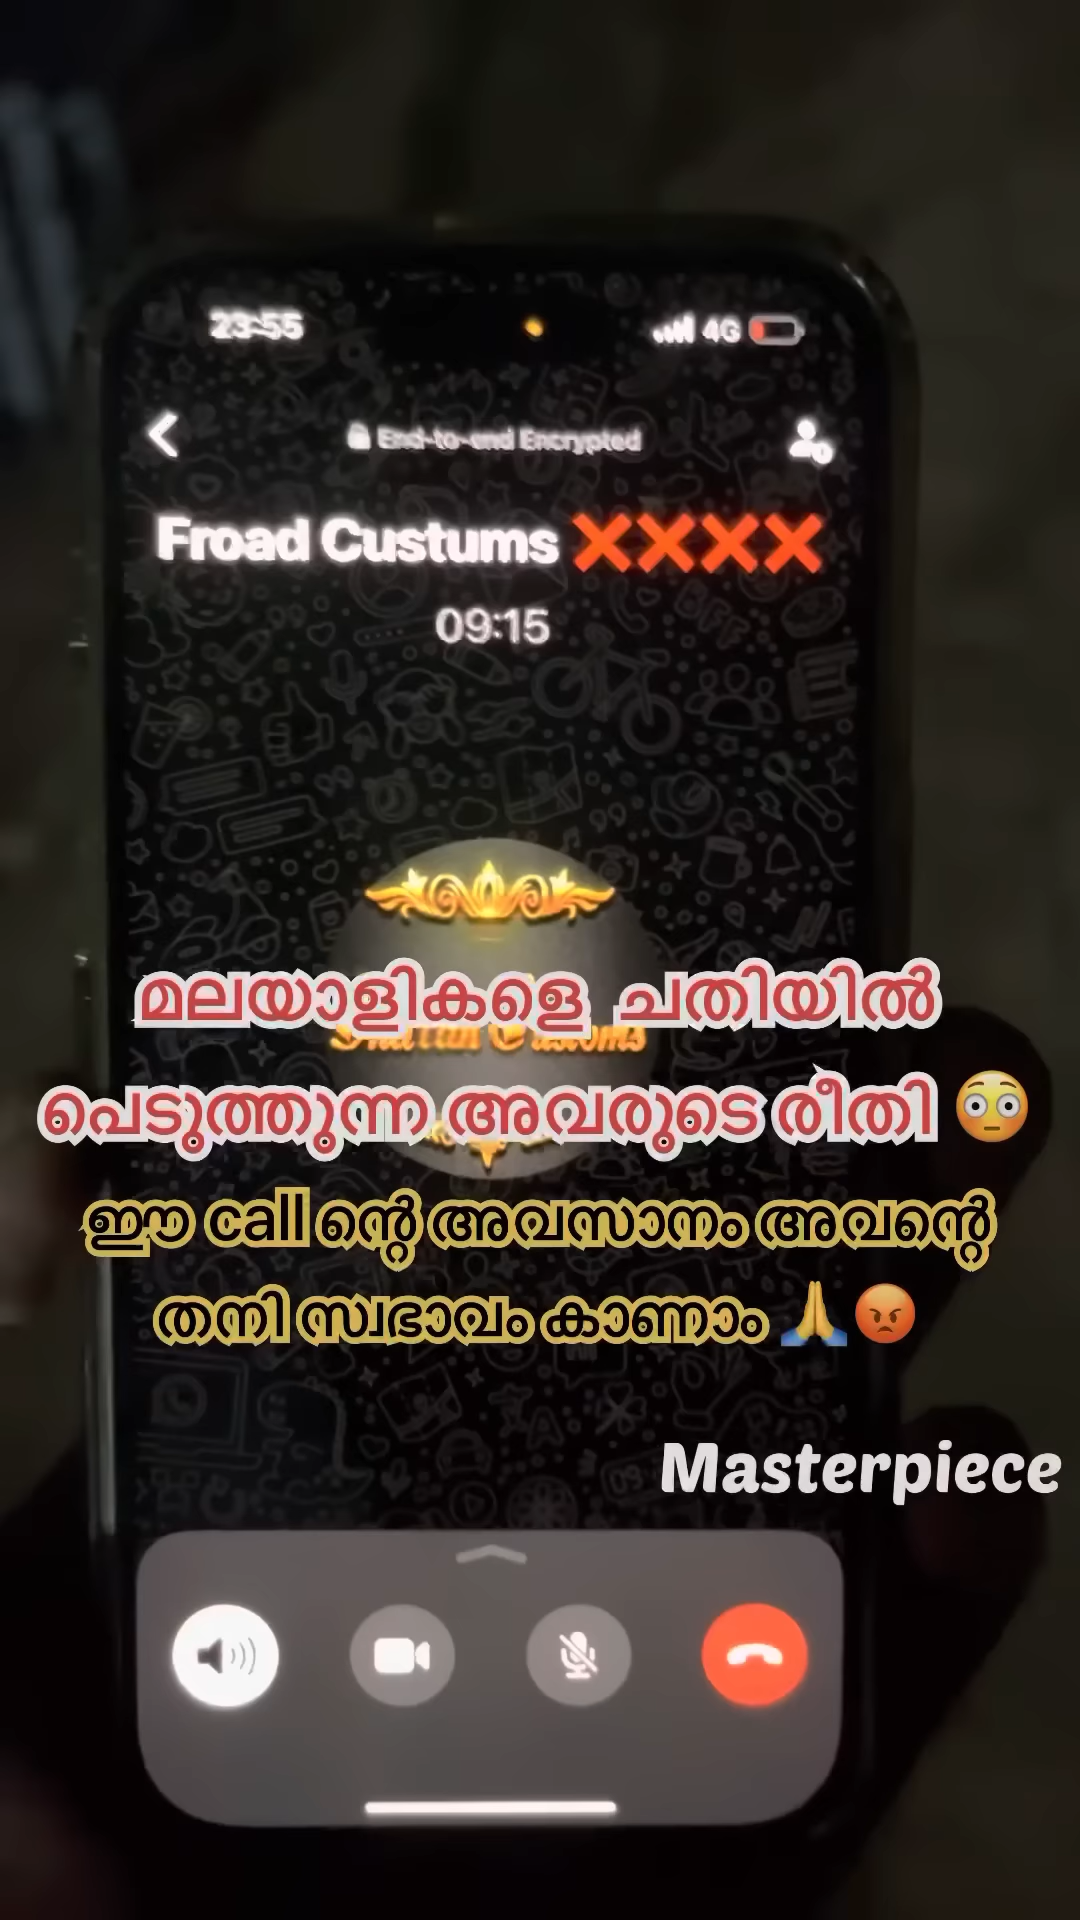 23:55
4G
End-to-end Encrypted
Froad Custums ❌❌❌❌
09:15
മലയാളികളെ ചതിയിൽ
പെടുത്തുന്ന അവരുടെ രീതി 😳
ഈ call ന്റെ അവസാനം അവന്റെ
തനി സ്വഭാവം കാണാം 🙏😡
Masterpiece